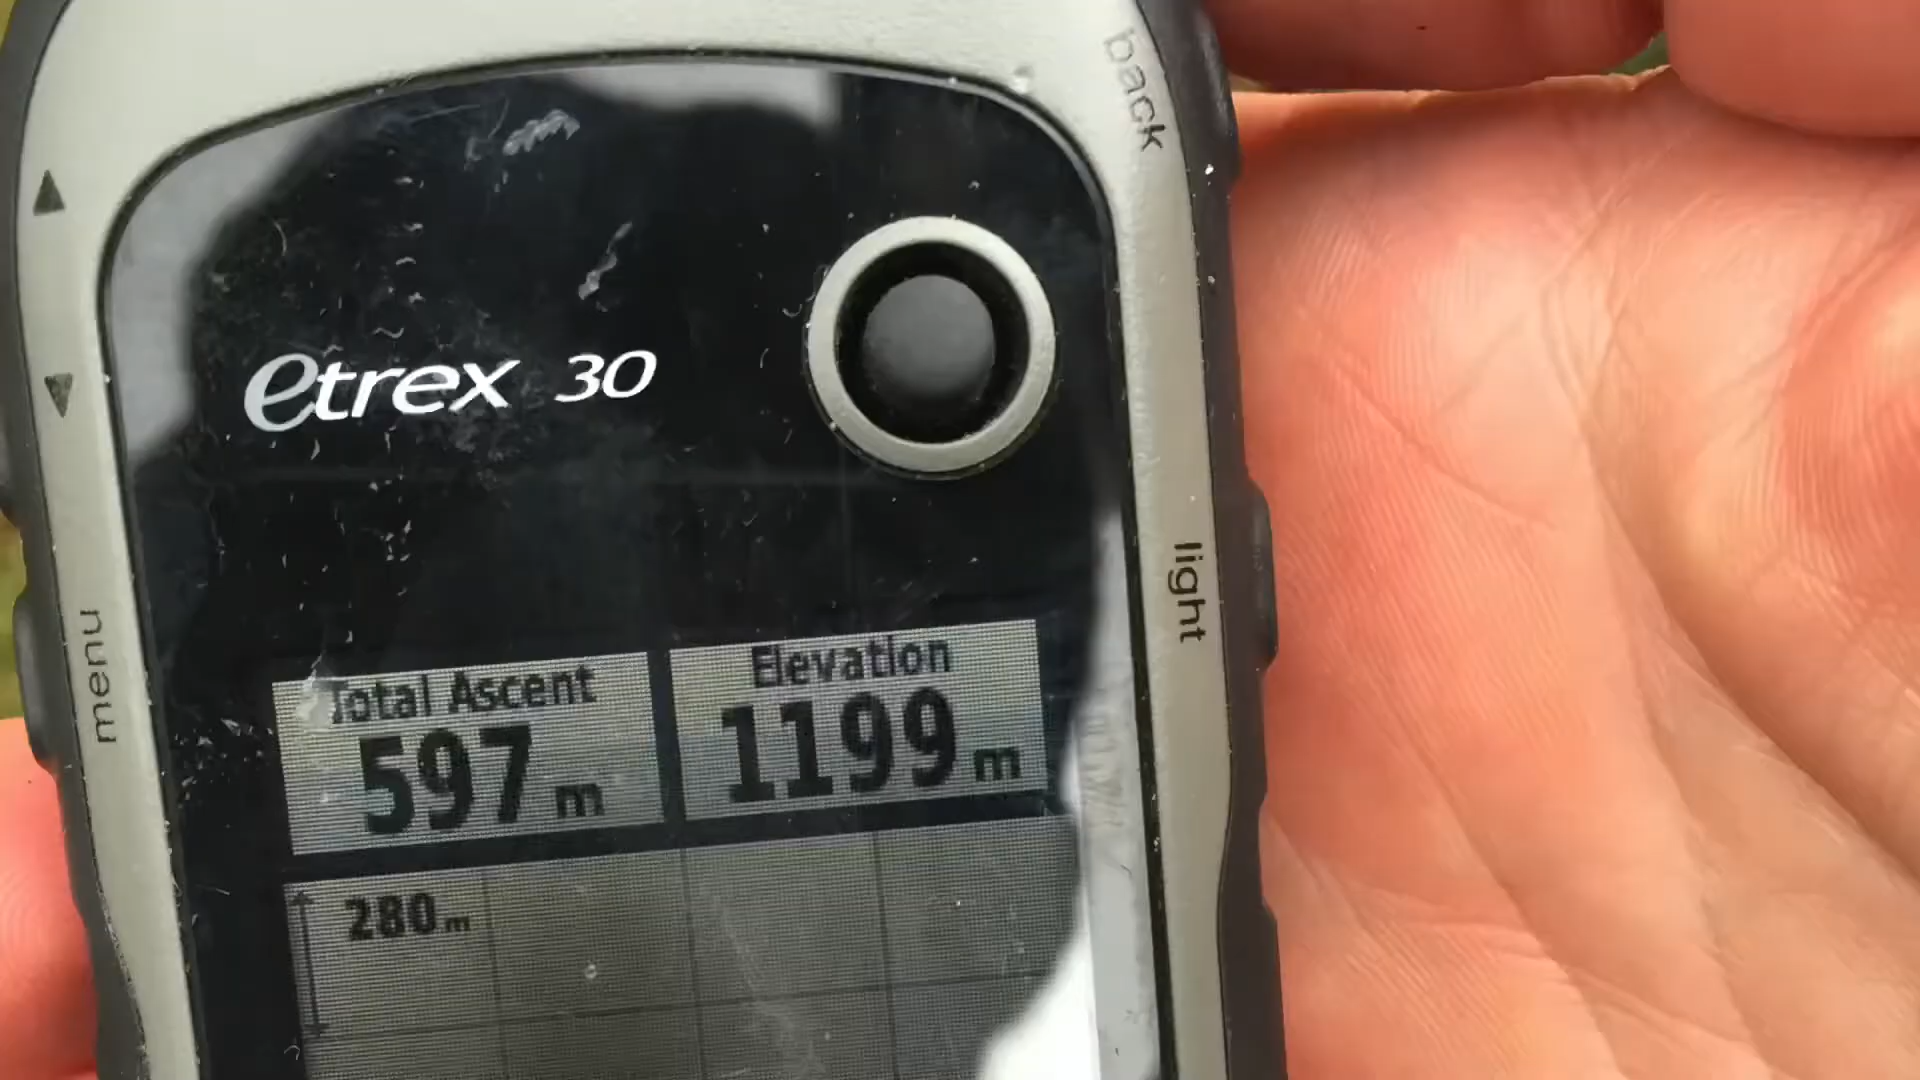 back
etrex 30
light
menu
Total Ascent
597 m
Elevation
1199 m
280 m